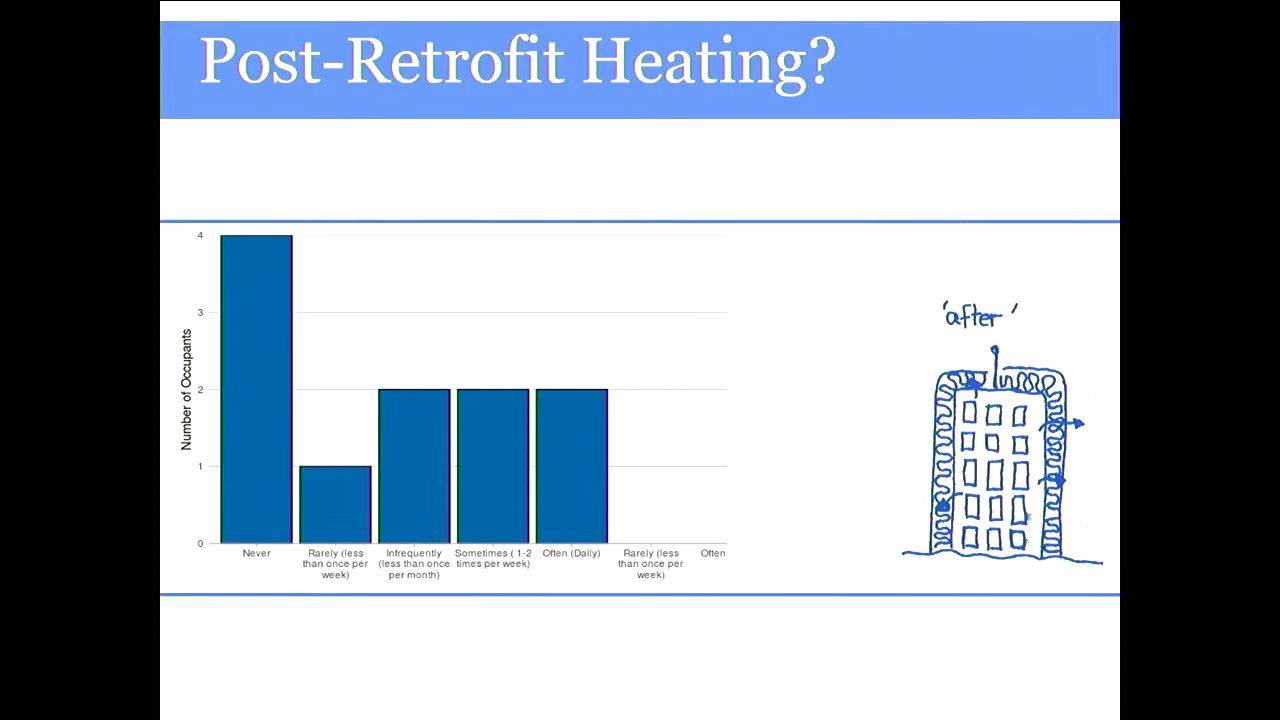 Post-Retrofit Heating?
4
3
2
1
0
Number of Occupants
Never
Rarely (less
than once per
week)
Infrequently
(less than once
per month)
Sometimes ( 1-2
times per week)
Often (Daily)
Rarely (less
than once per
week)
Often
'after'